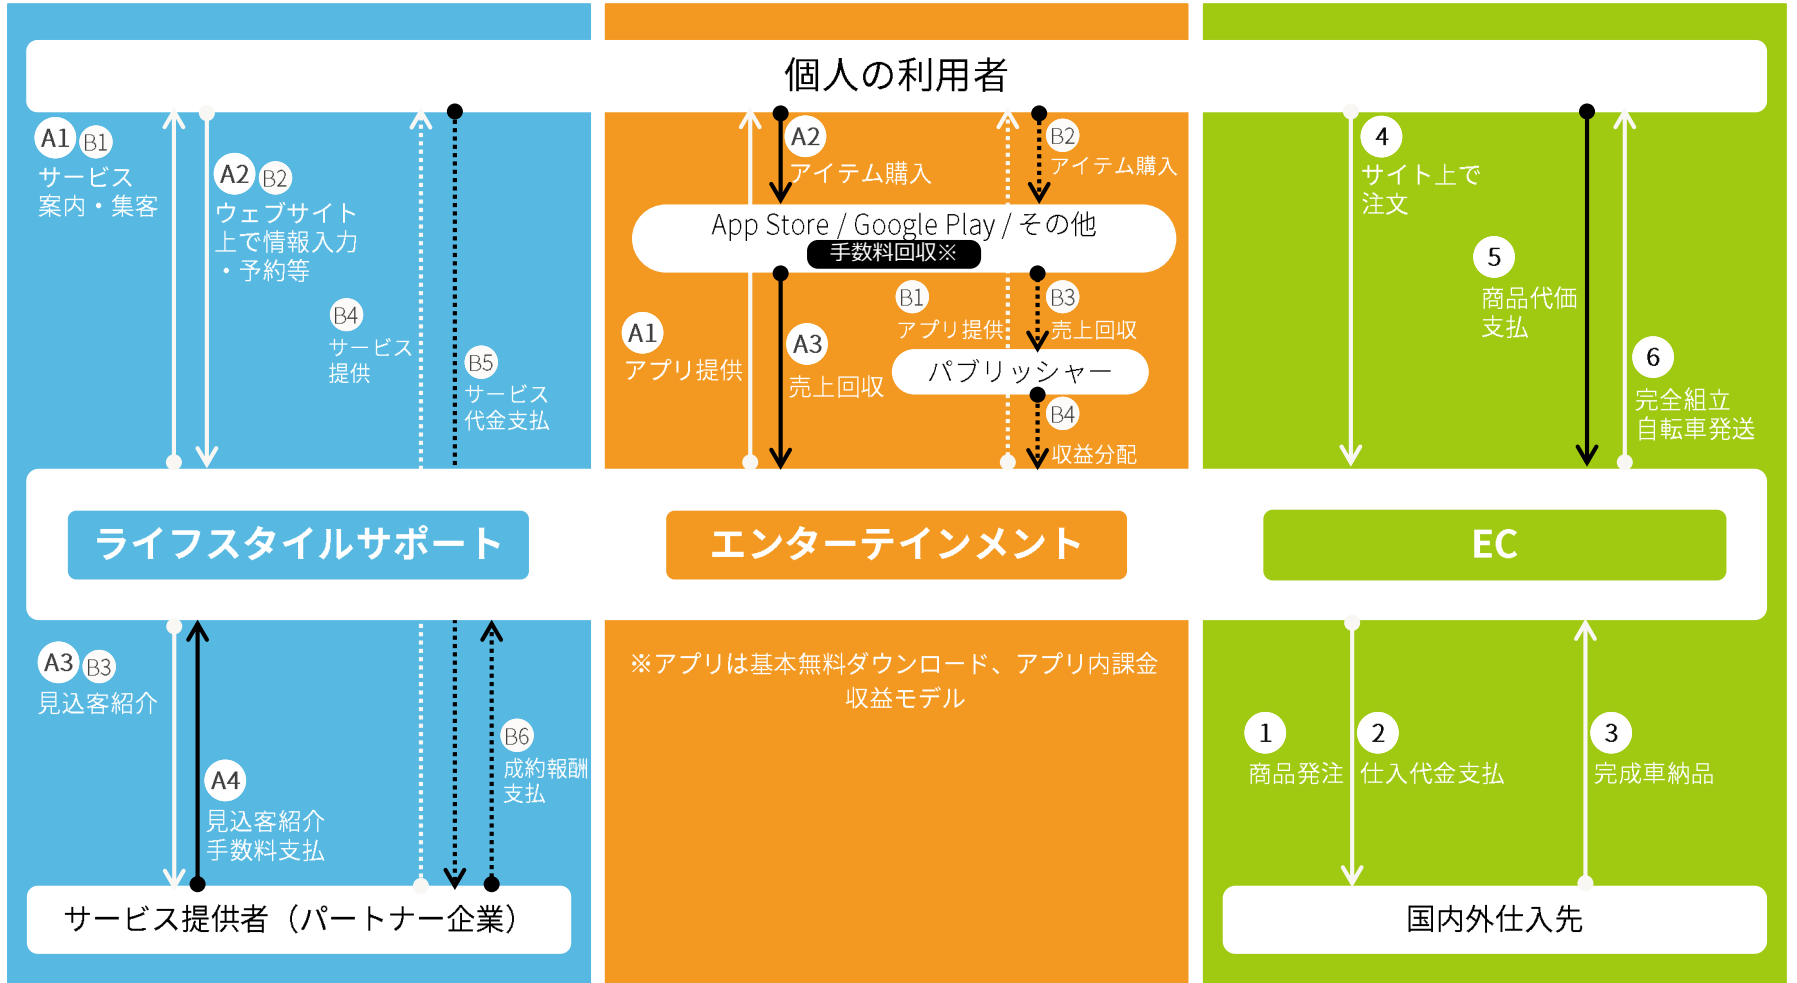 個人の利用者
A1 B1
サービス
案内・集客
A2 B2
ウェブサイト
上で情報入力
・予約等
B4
サービス
提供
B5
サービス
代金支払
A2
アイテム購入
B2
アイテム購入
App Store / Google Play / その他
手数料回収※
A1
アプリ提供
A3
売上回収
B1
アプリ提供
B3
売上回収
パブリッシャー
B4
収益分配
4
サイト上で
注文
5
商品代価
支払
6
完全組立
自転車発送
ライフスタイルサポート
エンターテインメント
EC
A3 B3
見込客紹介
A4
見込客紹介
手数料支払
B6
成約報酬
支払
サービス提供者（パートナー企業）
※アプリは基本無料ダウンロード、アプリ内課金
収益モデル
1
商品発注
2
仕入代金支払
3
完成車納品
国内外仕入先